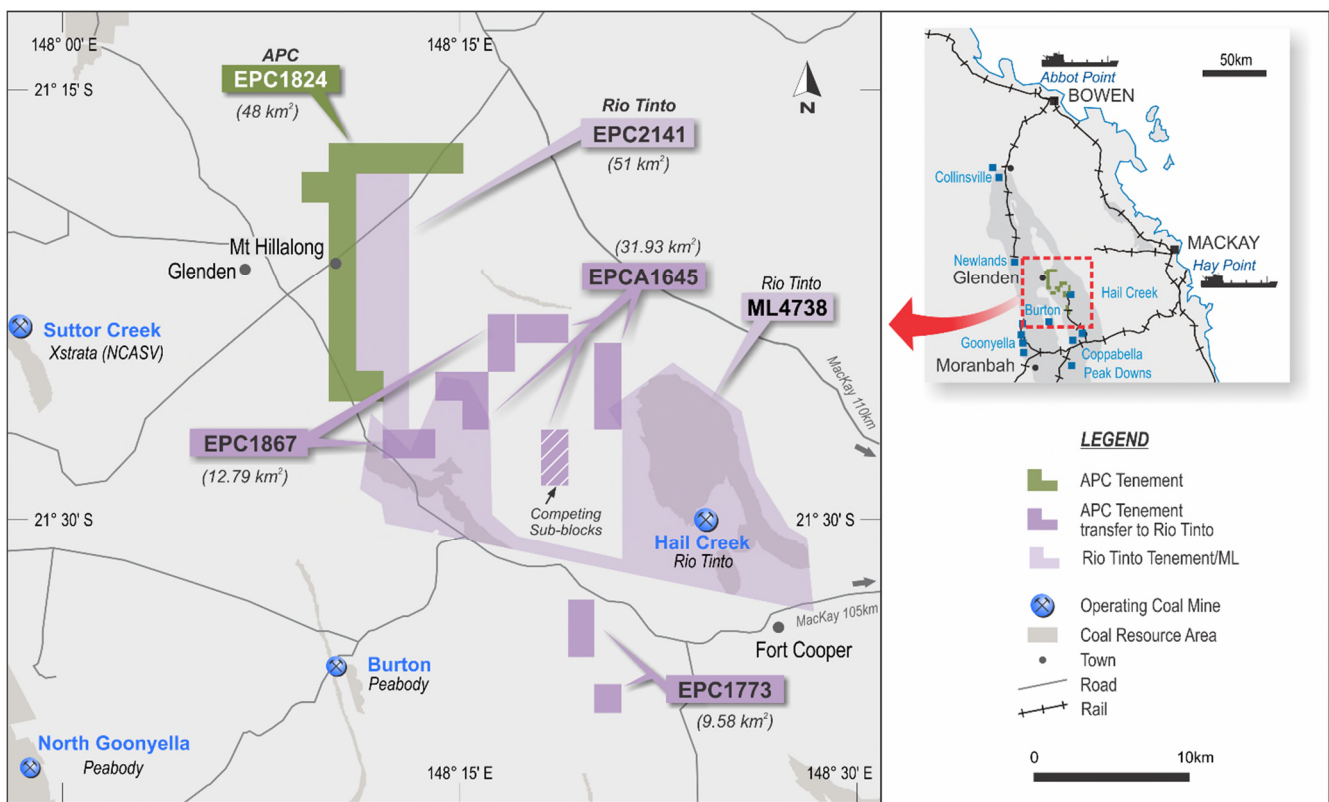 148° 00' E
148° 15' E
21° 15' S
APC
EPC1824
(48 km²)
Rio Tinto
EPC2141
(51 km²)
N
Mt Hillalong
Glenden
(31.93 km²)
EPCA1645
Rio Tinto
ML4738
Suttor Creek
Xstrata (NCASV)
MacKay 110km
EPC1867
(12.79 km²)
Competing
Sub-blocks
21° 30' S
21° 30' S
Hail Creek
Rio Tinto
MacKay 105km
Fort Cooper
Burton
Peabody
EPC1773
(9.58 km²)
North Goonyella
Peabody
148° 15' E
148° 30' E
50km
Abbot Point
BOWEN
Collinsville
MACKAY
Hay Point
Newlands
Glenden
Hail Creek
Burton
Goonyella
Coppabella
Moranbah
Peak Downs
LEGEND
APC Tenement
APC Tenement
transfer to Rio Tinto
Rio Tinto Tenement/ML
Operating Coal Mine
Coal Resource Area
Town
Road
Rail
0
10km